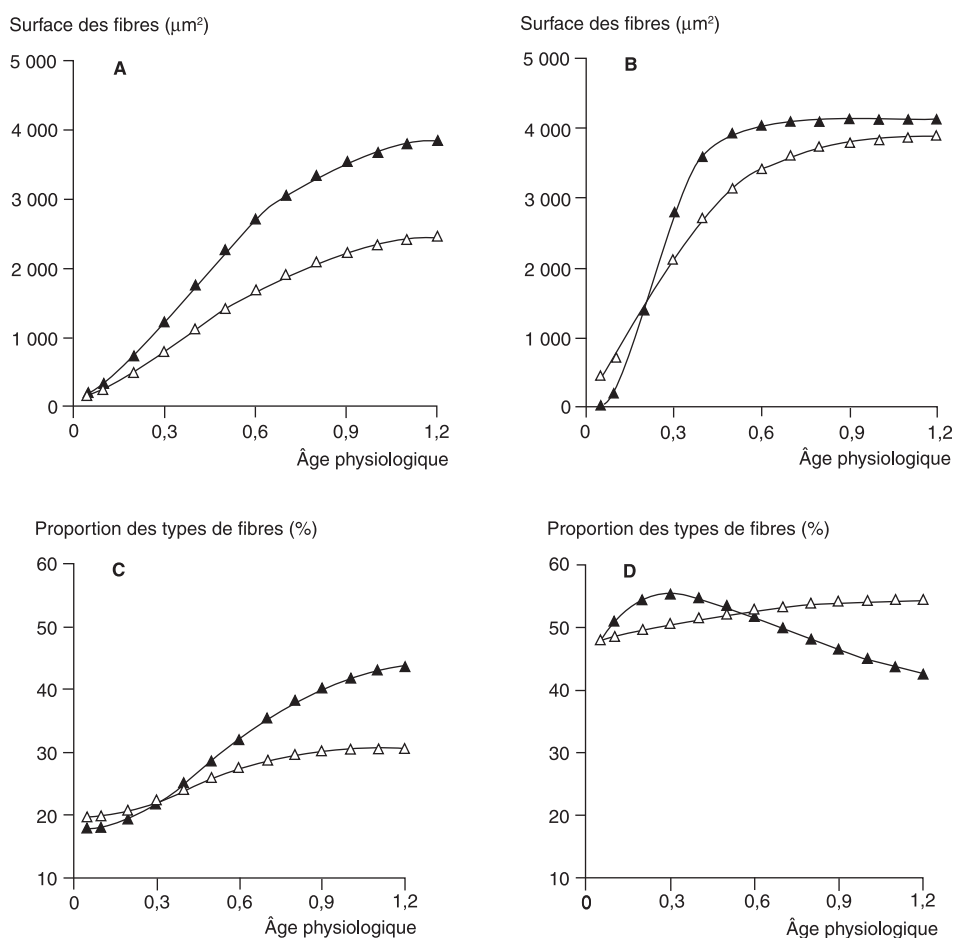 Surface des fibres (μm²)
A
5 000
4 000
3 000
2 000
1 000
0
0 0,3 0,6 0,9 1,2
Âge physiologique
Surface des fibres (μm²)
B
5 000
4 000
3 000
2 000
1 000
0
0 0,3 0,6 0,9 1,2
Âge physiologique
Proportion des types de fibres (%)
C
60
50
40
30
20
10
0 0,3 0,6 0,9 1,2
Âge physiologique
Proportion des types de fibres (%)
D
60
50
40
30
20
10
0 0,3 0,6 0,9 1,2
Âge physiologique